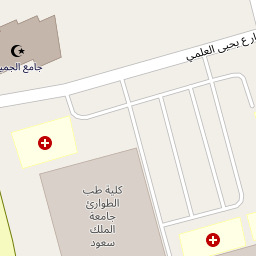 ارع يحيى العلمي
جامع الجمي
كلية طب
الطوارئ
جامعة
الملك
سعود